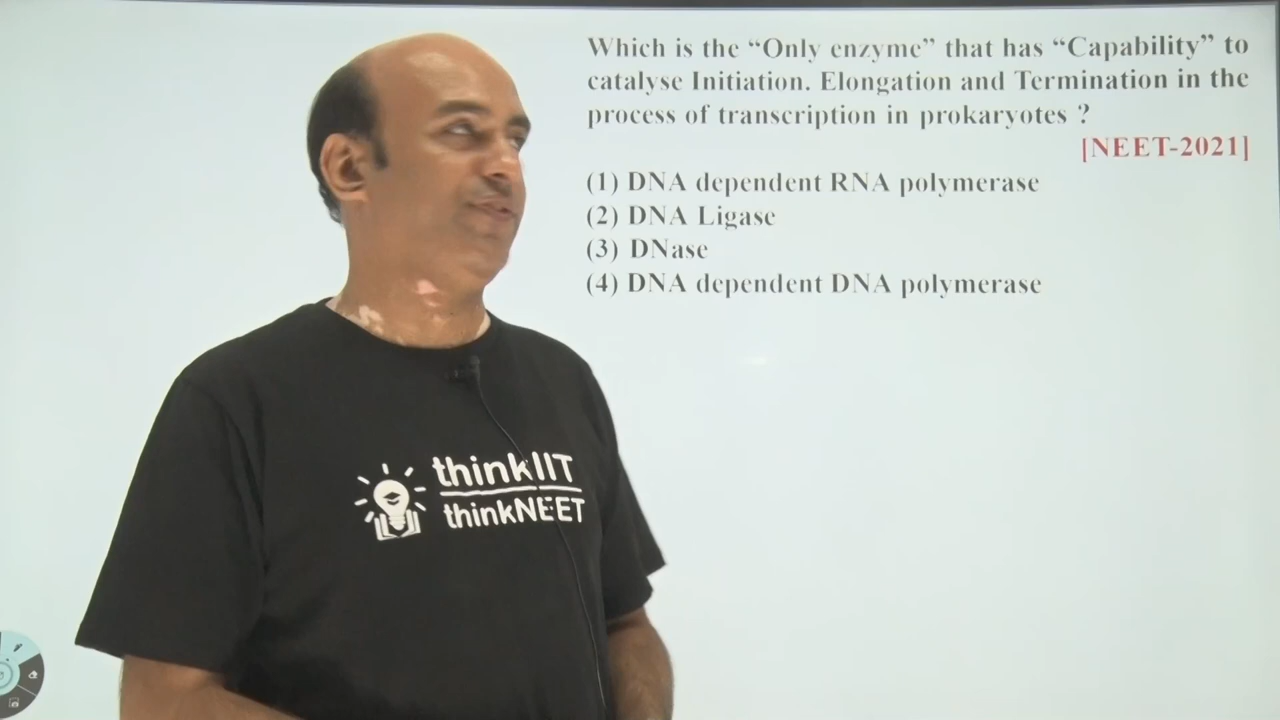 Which is the “Only enzyme” that has “Capability” to
catalyse Initiation. Elongation and Termination in the
process of transcription in prokaryotes ?
[NEET-2021]
(1) DNA dependent RNA polymerase
(2) DNA Ligase
(3) DNase
(4) DNA dependent DNA polymerase
thinkIIT
thinkNEET